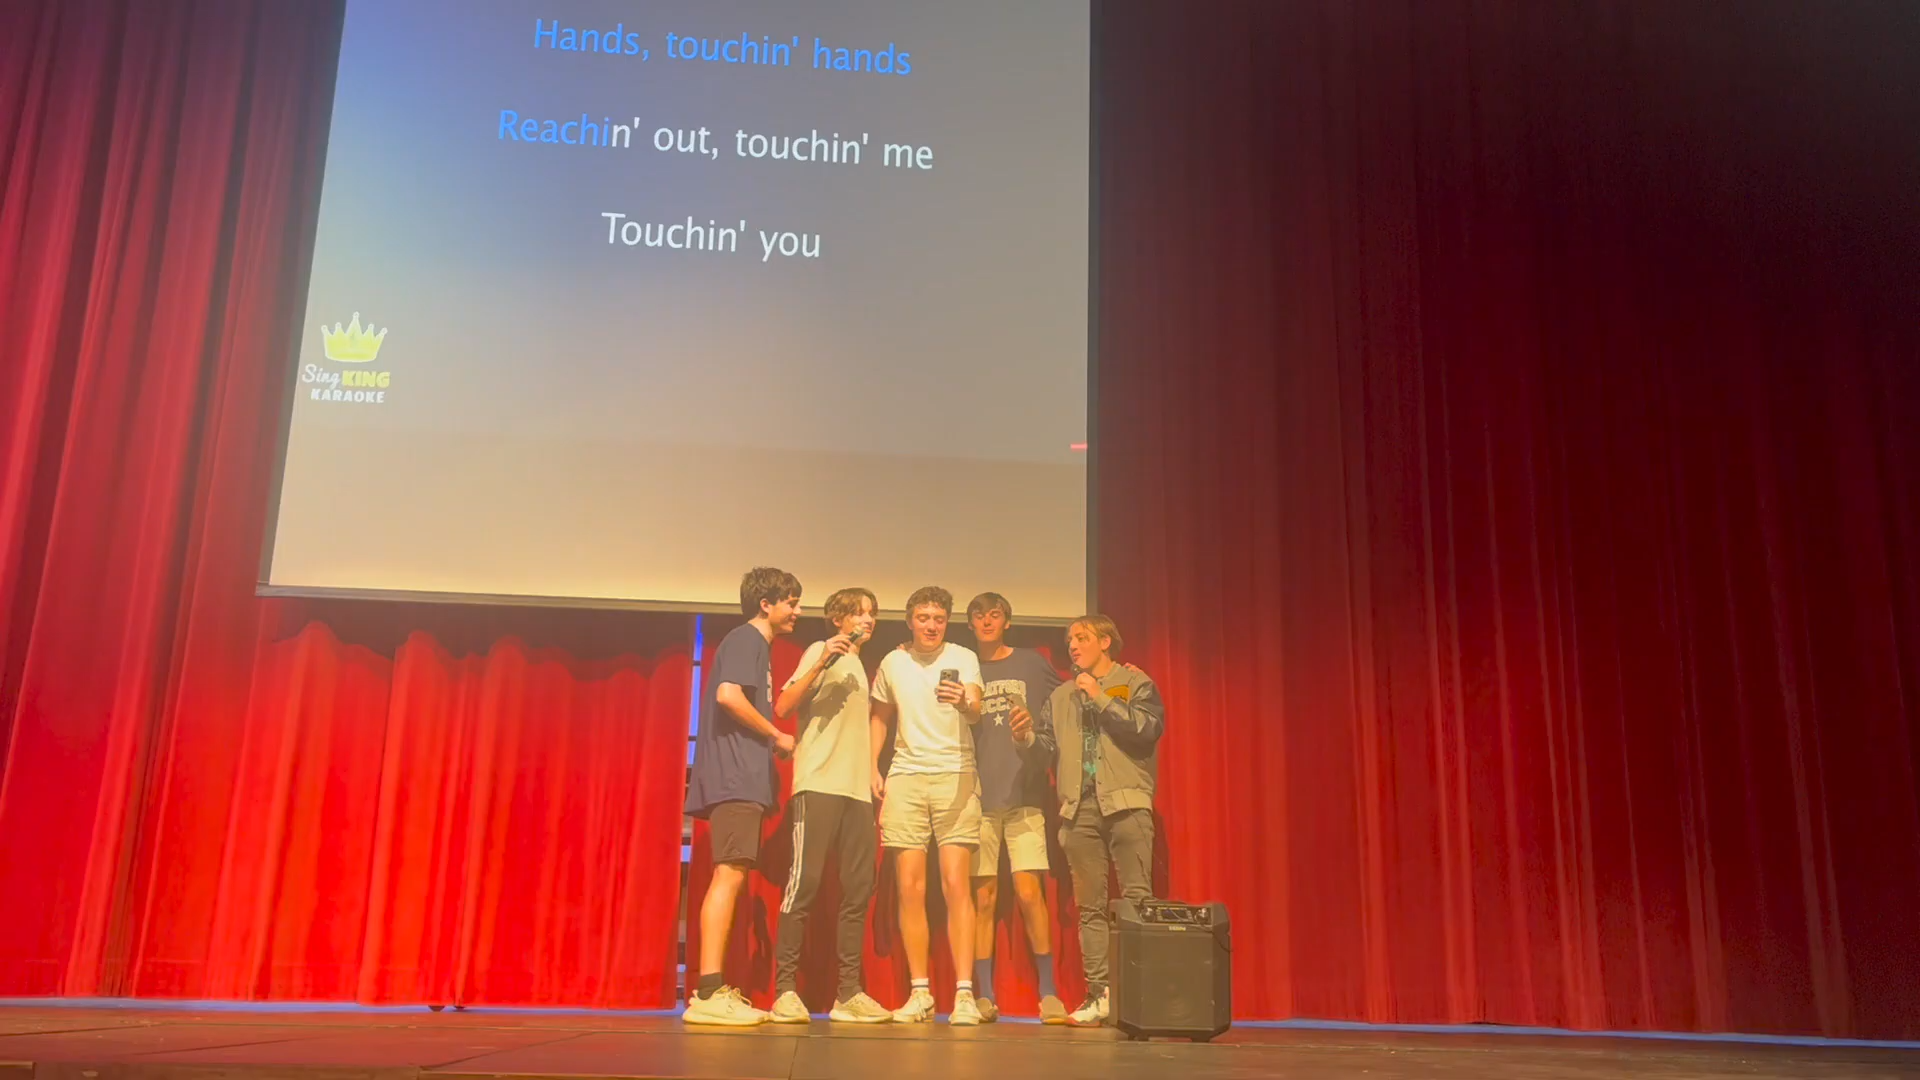 Hands, touchin' hands
Reachin' out, touchin' me
Touchin' you
Sing KING
KARAOKE